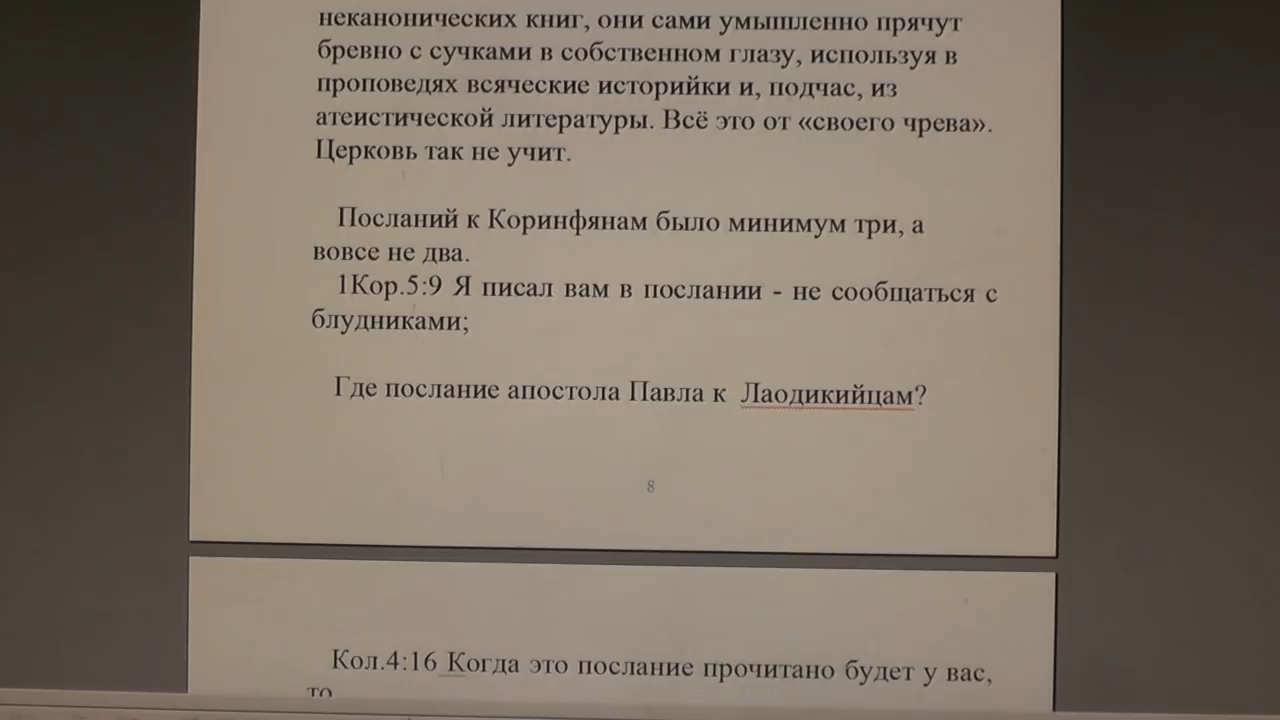 неканонических книг, они сами умышленно прячут
бревно с сучками в собственном глазу, используя в
проповедях всяческие историйки и, подчас, из
атеистической литературы. Всё это от «своего чрева».
Церковь так не учит.
Посланий к Коринфянам было минимум три, а
вовсе не два.
1Кор.5:9 Я писал вам в послании - не сообщаться с
блудниками;
Где послание апостола Павла к Лаодикийцам?
8
Кол.4:16 Когда это послание прочитано будет у вас,
то